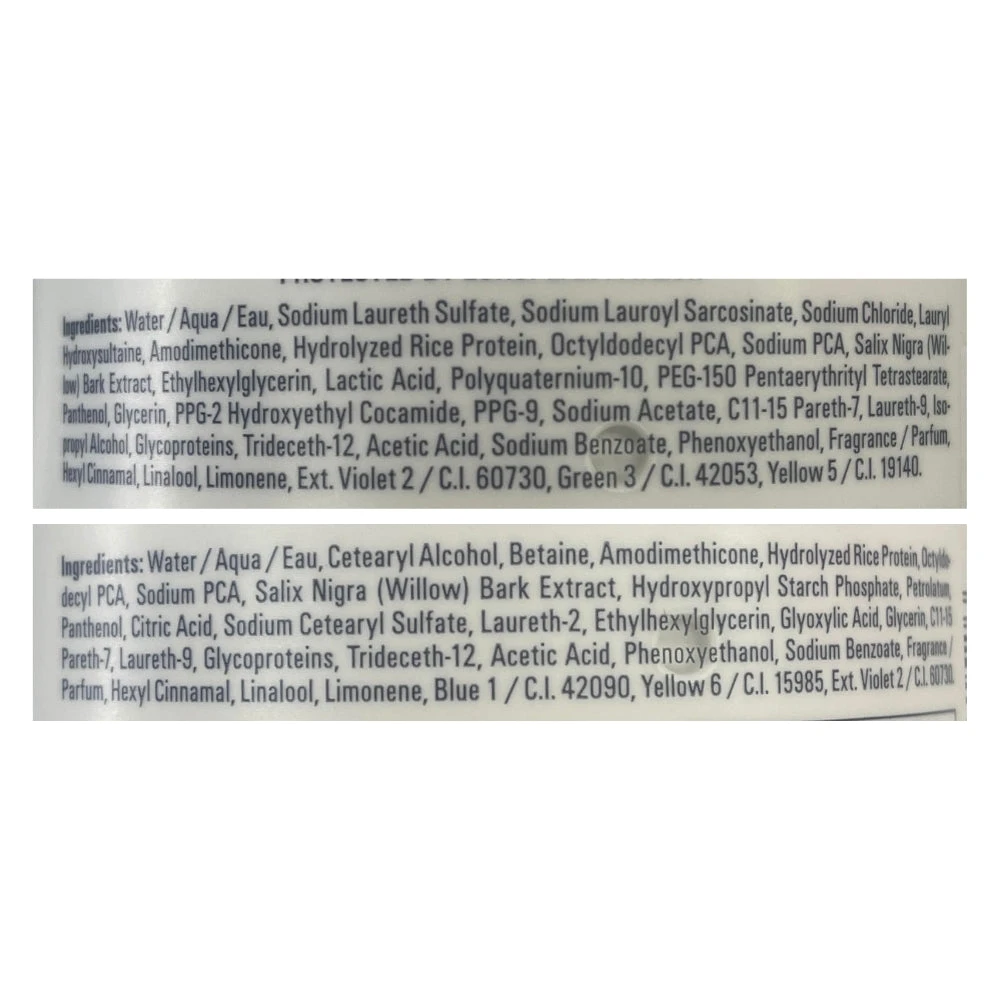 Ingredients: Water / Aqua / Eau, Sodium Laureth Sulfate, Sodium Lauroyl Sarcosinate, Sodium Chloride, Lauryl
Hydroxysultaine, Amodimethicone, Hydrolyzed Rice Protein, Octyldodecyl PCA, Sodium PCA, Salix Nigra (Wil-
low) Bark Extract, Ethylhexylglycerin, Lactic Acid, Polyquaternium-10, PEG-150 Pentaerythrityl Tetrastearate,
Panthenol, Glycerin, PPG-2 Hydroxyethyl Cocamide, PPG-9, Sodium Acetate, C11-15 Pareth-7, Laureth-9, Iso-
propyl Alcohol, Glycoproteins, Trideceth-12, Acetic Acid, Sodium Benzoate, Phenoxyethanol, Fragrance / Parfum,
Hexyl Cinnamal, Linalool, Limonene, Ext. Violet 2 / C.I. 60730, Green 3 / C.I. 42053, Yellow 5 / C.I. 19140.
Ingredients: Water / Aqua / Eau, Cetearyl Alcohol, Betaine, Amodimethicone, Hydrolyzed Rice Protein, Octyldo-
decyl PCA, Sodium PCA, Salix Nigra (Willow) Bark Extract, Hydroxypropyl Starch Phosphate, Petrolatum,
Panthenol, Citric Acid, Sodium Cetearyl Sulfate, Laureth-2, Ethylhexylglycerin, Glyoxylic Acid, Glycerin, C11-15
Pareth-7, Laureth-9, Glycoproteins, Trideceth-12, Acetic Acid, Phenoxyethanol, Sodium Benzoate, Fragrance /
Parfum, Hexyl Cinnamal, Linalool, Limonene, Blue 1 / C.I. 42090, Yellow 6 / C.I. 15985, Ext. Violet 2 / C.I. 60730.